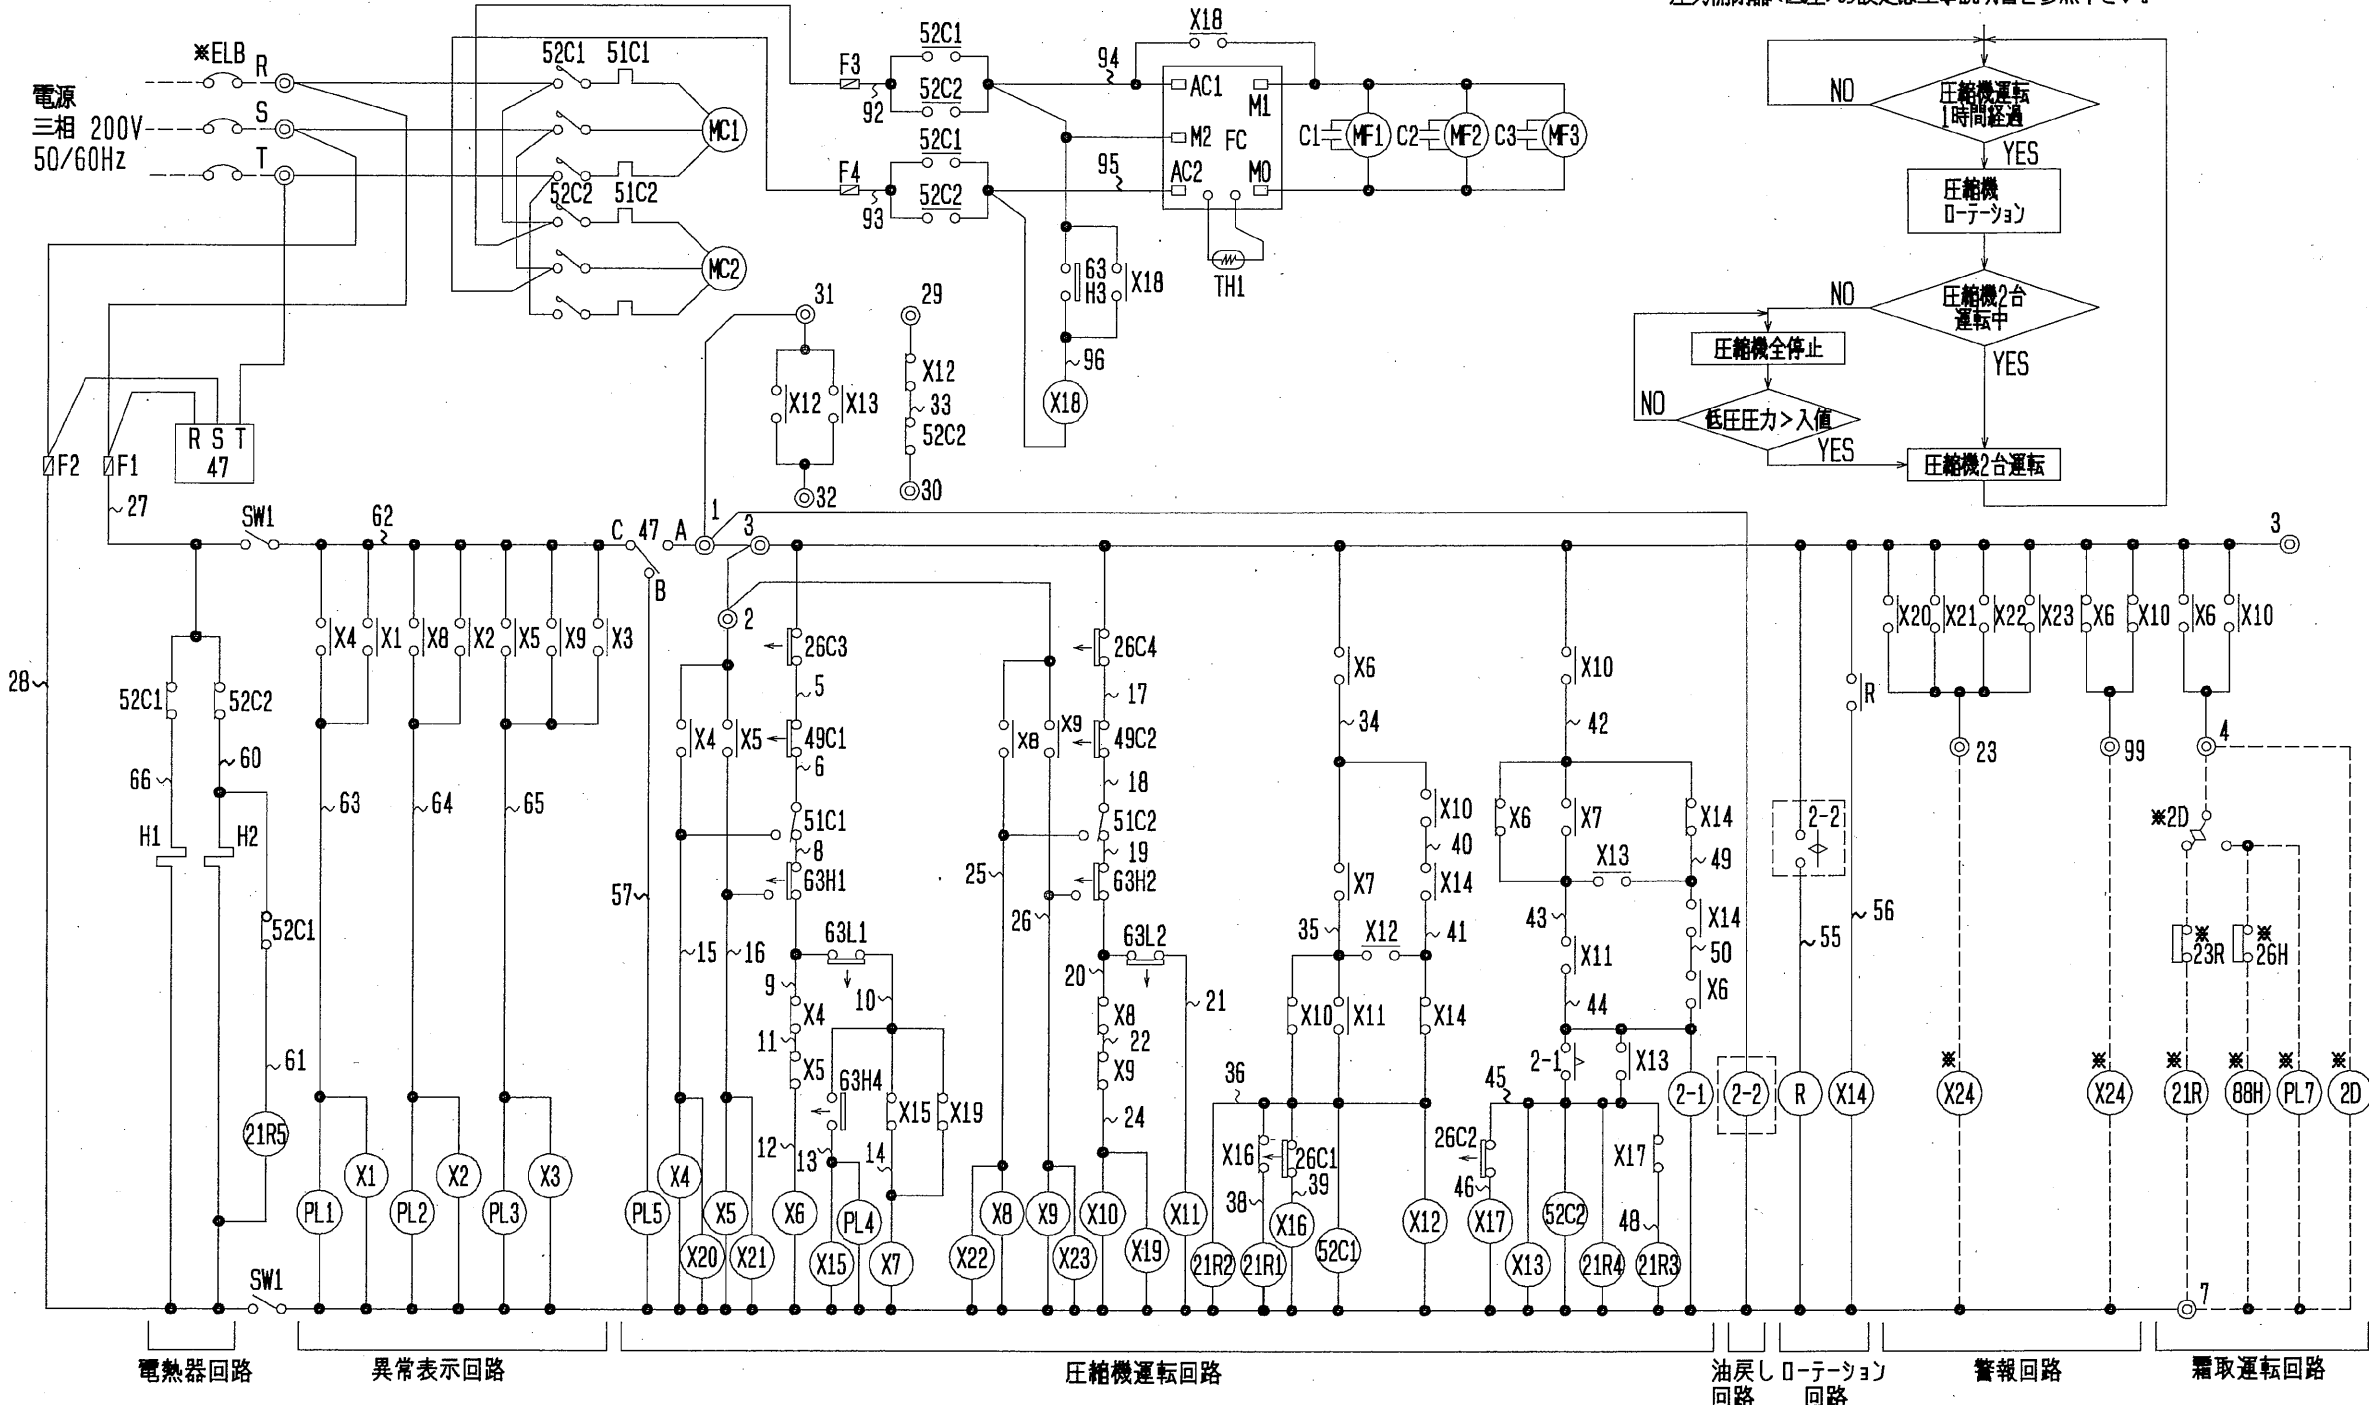 ※ELB
R
電源
三相 200V
50/60Hz
S
T
52C1 51C1
MC1
52C2 51C2
MC2
F3
92
52C1
52C2
F4
93
52C1
52C2
94
95
X18
AC1
M1
M2 FC
AC2 M0
TH1
C1 MF1 C2 MF2 C3 MF3
63
H3
X18
96
X18
31
X12 X13
32
29
X12
33
52C2
30
R S T
47
F2 F1
27
28
圧縮機運転
1時間経過
NO
YES
圧縮機
ローテーション
圧縮機2台
運転中
NO
YES
圧縮機全停止
低圧圧力>入値
NO
YES
圧縮機2台運転
SW1
62
C 47 A
B
1
3
2
3
52C1 52C2
66 60
H1 H2
52C1
61
21R5
X4 X1 X8 X2 X5 X9 X3
63 64 65
PL1 X1 PL2 X2 PL3 X3
SW1
57
PL5
X4 X5
15 16
X4 X20 X5 X21
26C3
5
49C1
6
51C1
8
63H1
63L1
9 10
X4
11
X5
63H4
X15 X19
12 13 14
X6 X15 PL4 X7
X8 X9
25 26
X22 X8 X9 X23
26C4
17
49C2
18
51C2
19
63H2
63L2
20 21
X8
22
X9
24
X10 X19 X11
X6
34
X10
40
X7 X14
35 X12 41
X10 X11 X14
36
X16 26C1
38 39
21R2 21R1 X16 52C1 X12
X10
42
X6 X7 X14
X13 49
43 X14
X11 50
44 X6
2-1 X13
45
26C2 X17
46 48
X17 X13 52C2 21R4 21R3
2-1
2-2
2-2
55
R
R
56
X14
X20 X21 X22 X23 X6 X10 X6 X10
23 99 4
※2D
※
23R
※
26H
※
X24
※
X24
※
21R
※
88H
※
PL7
※
2D
7
電熱器回路
異常表示回路
圧縮機運転回路
油戻し
回路
ローテーション
回路
警報回路
霜取運転回路